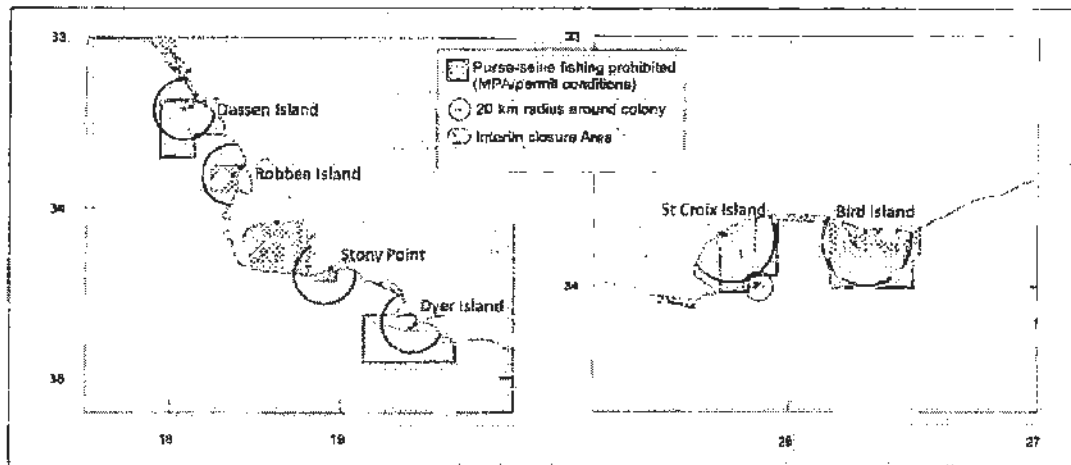 33
33
Purse-seine fishing prohibited
(MPA/permit conditions)
Dassen Island
20 km radius around colony
Interim closure Area
Robben Island
34
St Croix Island
Bird Island
Stony Point
34
Dyer Island
35
18
19
26
27